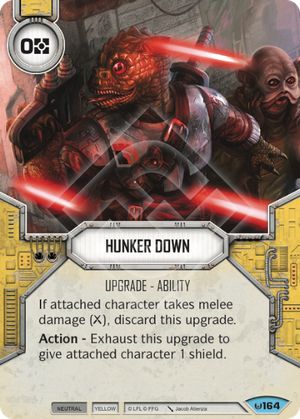 0
HUNKER DOWN
UPGRADE - ABILITY
If attached character takes melee
damage (X), discard this upgrade.
Action - Exhaust this upgrade to
give attached character 1 shield.
NEUTRAL
YELLOW
© LFL © FFG
Jacob Atienza
164